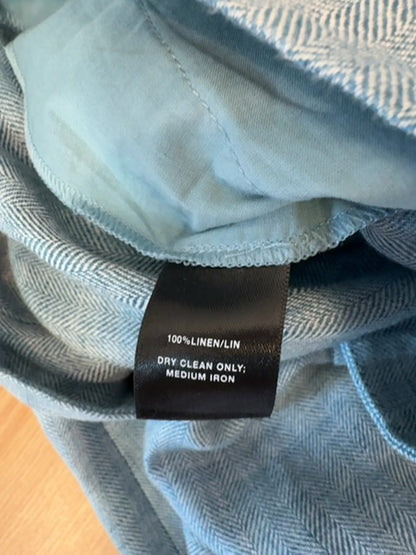 100%LINEN/LIN
DRY CLEAN ONLY;
MEDIUM IRON